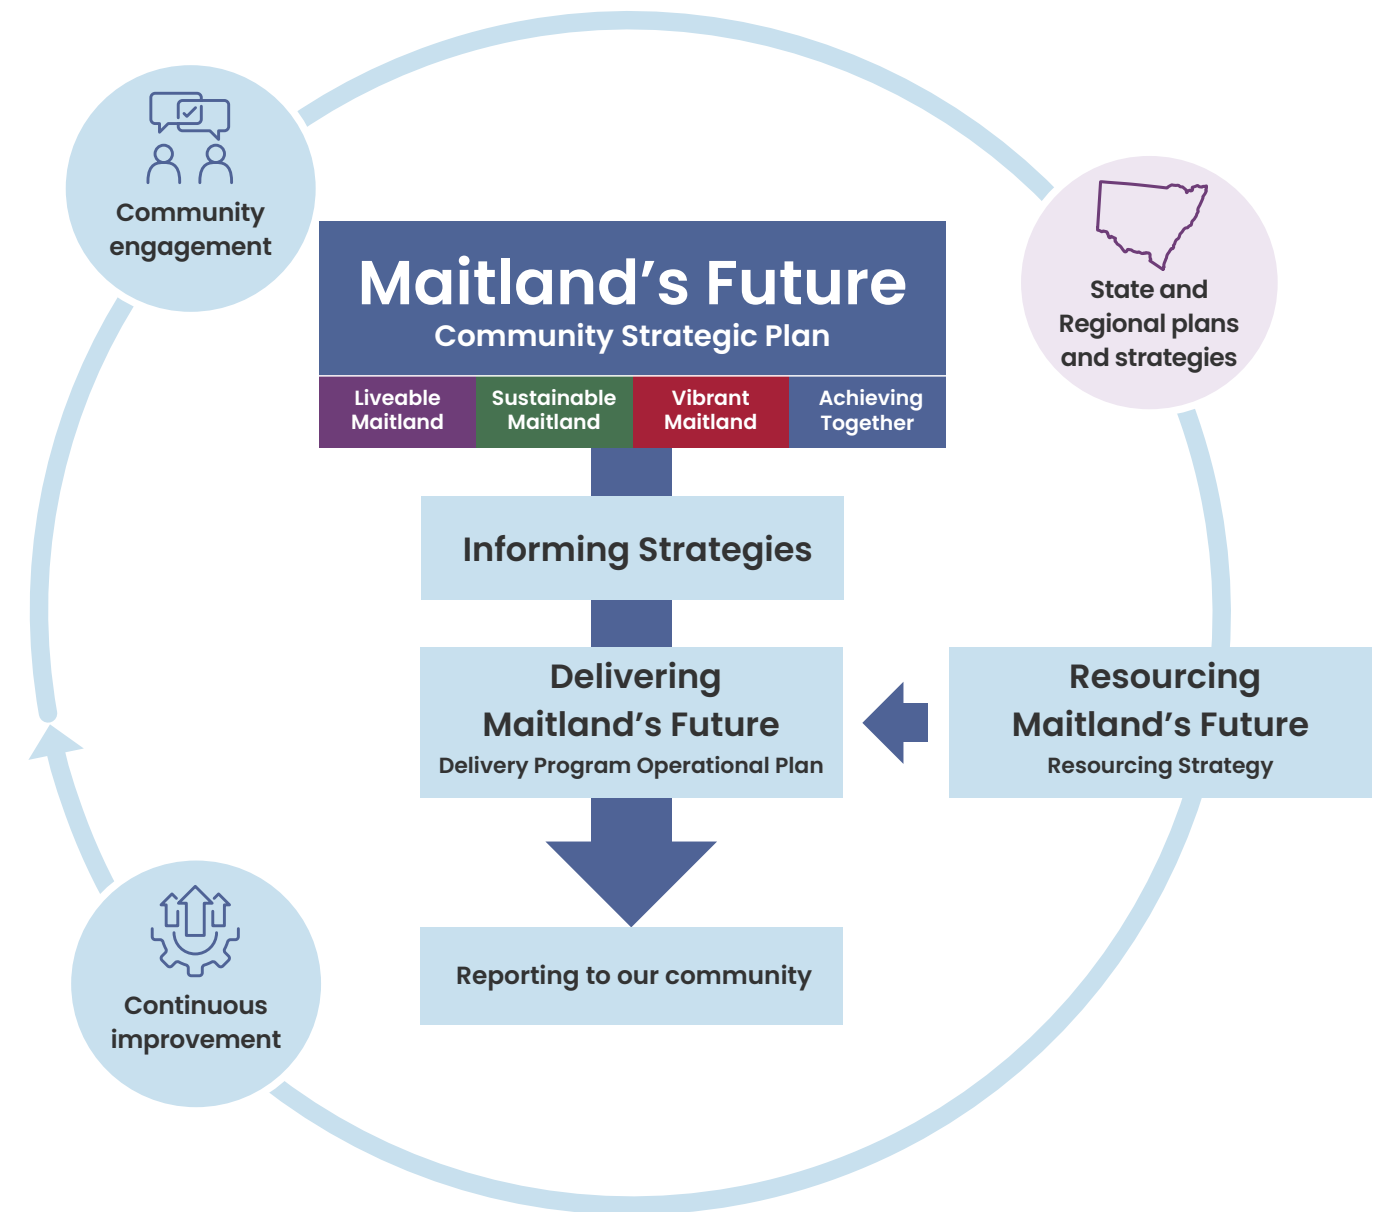 Community
engagement
State and
Regional plans
and strategies
Maitland’s Future
Community Strategic Plan
Liveable
Maitland
Sustainable
Maitland
Vibrant
Maitland
Achieving
Together
Informing Strategies
Delivering
Maitland’s Future
Delivery Program Operational Plan
Resourcing
Maitland’s Future
Resourcing Strategy
Reporting to our community
Continuous
improvement